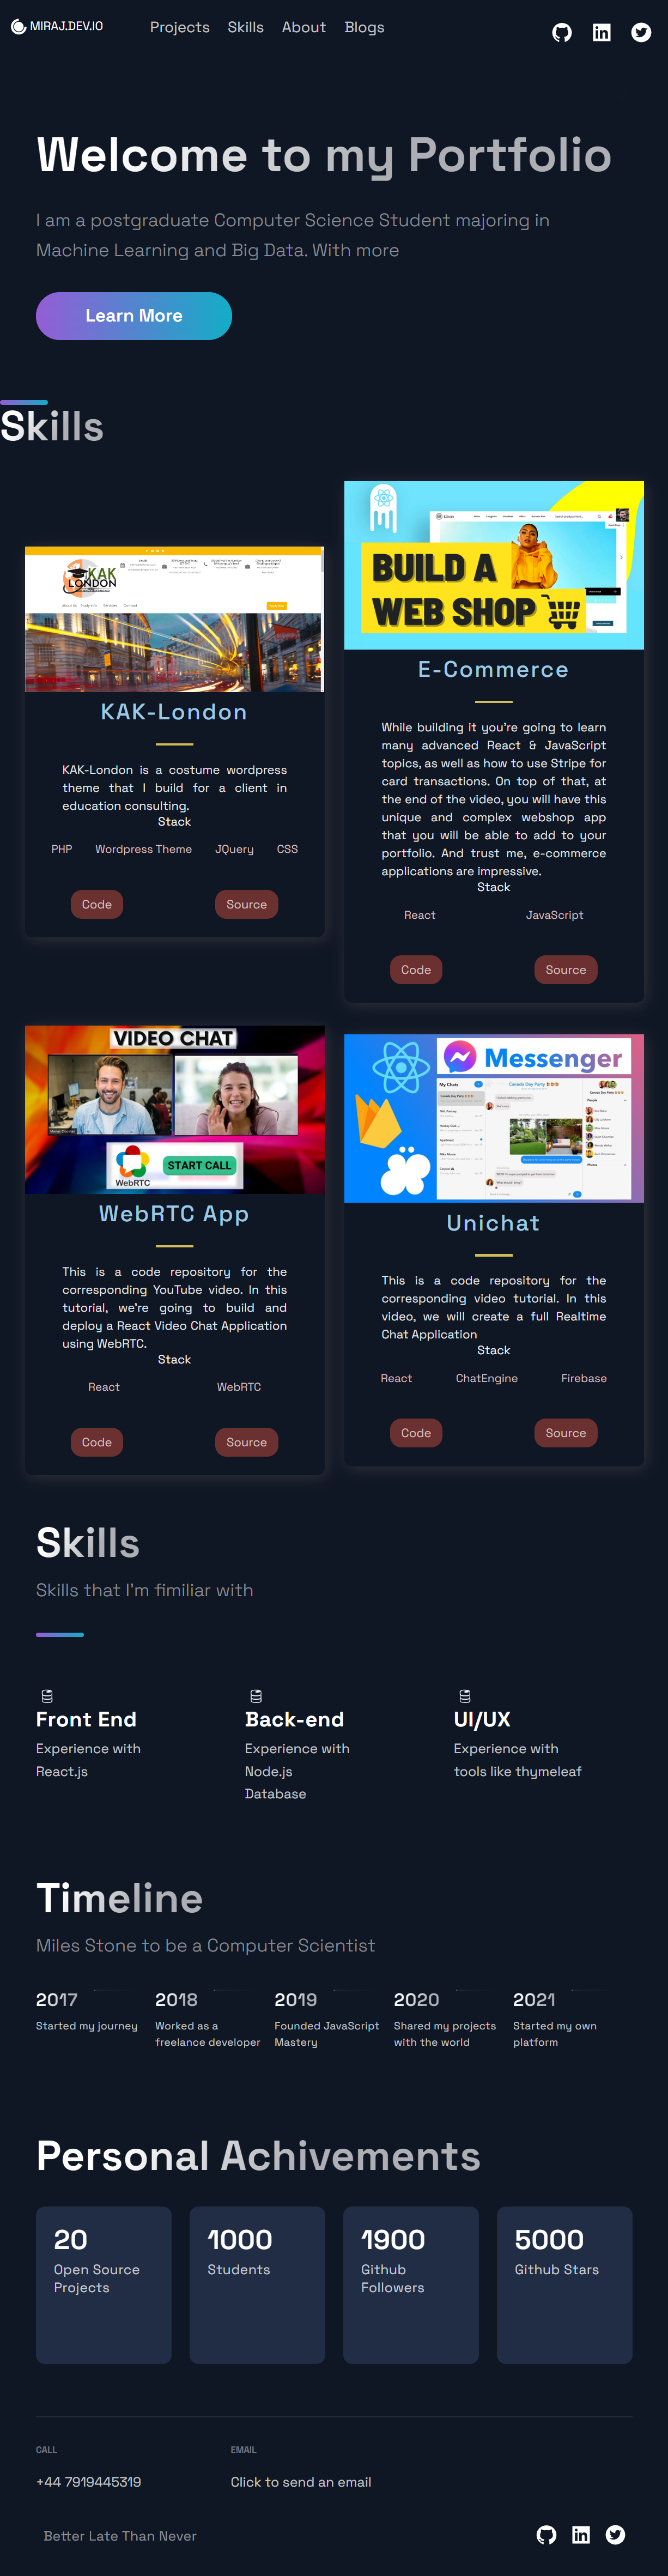 MIRAJ.DEV.IO
Projects Skills About Blogs
Welcome to my Portfolio
I am a postgraduate Computer Science Student majoring in
Machine Learning and Big Data. With more
Learn More
Skills
KAK
LONDON
KAK-London
KAK-London is a costume wordpress
theme that I build for a client in
education consulting.
Stack
PHP Wordpress Theme JQuery CSS
Code Source
BUILD A
WEB SHOP
E-Commerce
While building it you're going to learn
many advanced React & JavaScript
topics, as well as how to use Stripe for
card transactions. On top of that, at
the end of the video, you will have this
unique and complex webshop app
that you will be able to add to your
portfolio. And trust me, e-commerce
applications are impressive.
Stack
React JavaScript
Code Source
VIDEO CHAT
WebRTC
START CALL
WebRTC App
This is a code repository for the
corresponding YouTube video. In this
tutorial, we're going to build and
deploy a React Video Chat Application
using WebRTC.
Stack
React WebRTC
Code Source
Messenger
My Chats
Canada Day Party
People
Photos
Unichat
This is a code repository for the
corresponding video tutorial. In this
video, we will create a full Realtime
Chat Application
Stack
React ChatEngine Firebase
Code Source
Skills
Skills that I'm fimiliar with
Front End
Experience with
React.js
Back-end
Experience with
Node.js
Database
UI/UX
Experience with
tools like thymeleaf
Timeline
Miles Stone to be a Computer Scientist
2017
Started my journey
2018
Worked as a
freelance developer
2019
Founded JavaScript
Mastery
2020
Shared my projects
with the world
2021
Started my own
platform
Personal Achivements
20
Open Source
Projects
1000
Students
1900
Github
Followers
5000
Github Stars
CALL
+44 7919445319
EMAIL
Click to send an email
Better Late Than Never